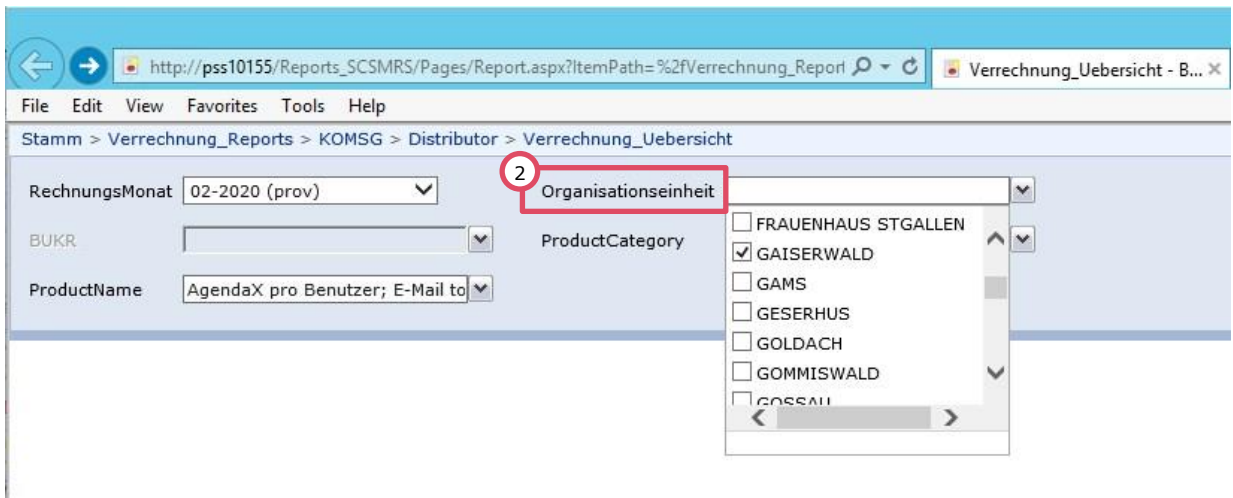 http://pss10155/Reports_SCSMRS/Pages/Report.aspx?ItemPath=%2fVerrechnung_Report
Verrechnung_Uebersicht - B...
File Edit View Favorites Tools Help
Stamm > Verrechnung_Reports > KOMSG > Distributor > Verrechnung_Uebersicht
2
RechnungsMonat 02-2020 (prov) Organisationseinheit
FRAUENHAUS STGALLEN
BUKR ProductCategory
GAISERWALD
GAMS
ProductName AgendaX pro Benutzer; E-Mail to
GESERHUS
GOLDACH
GOMMISWALD
GOSSAU